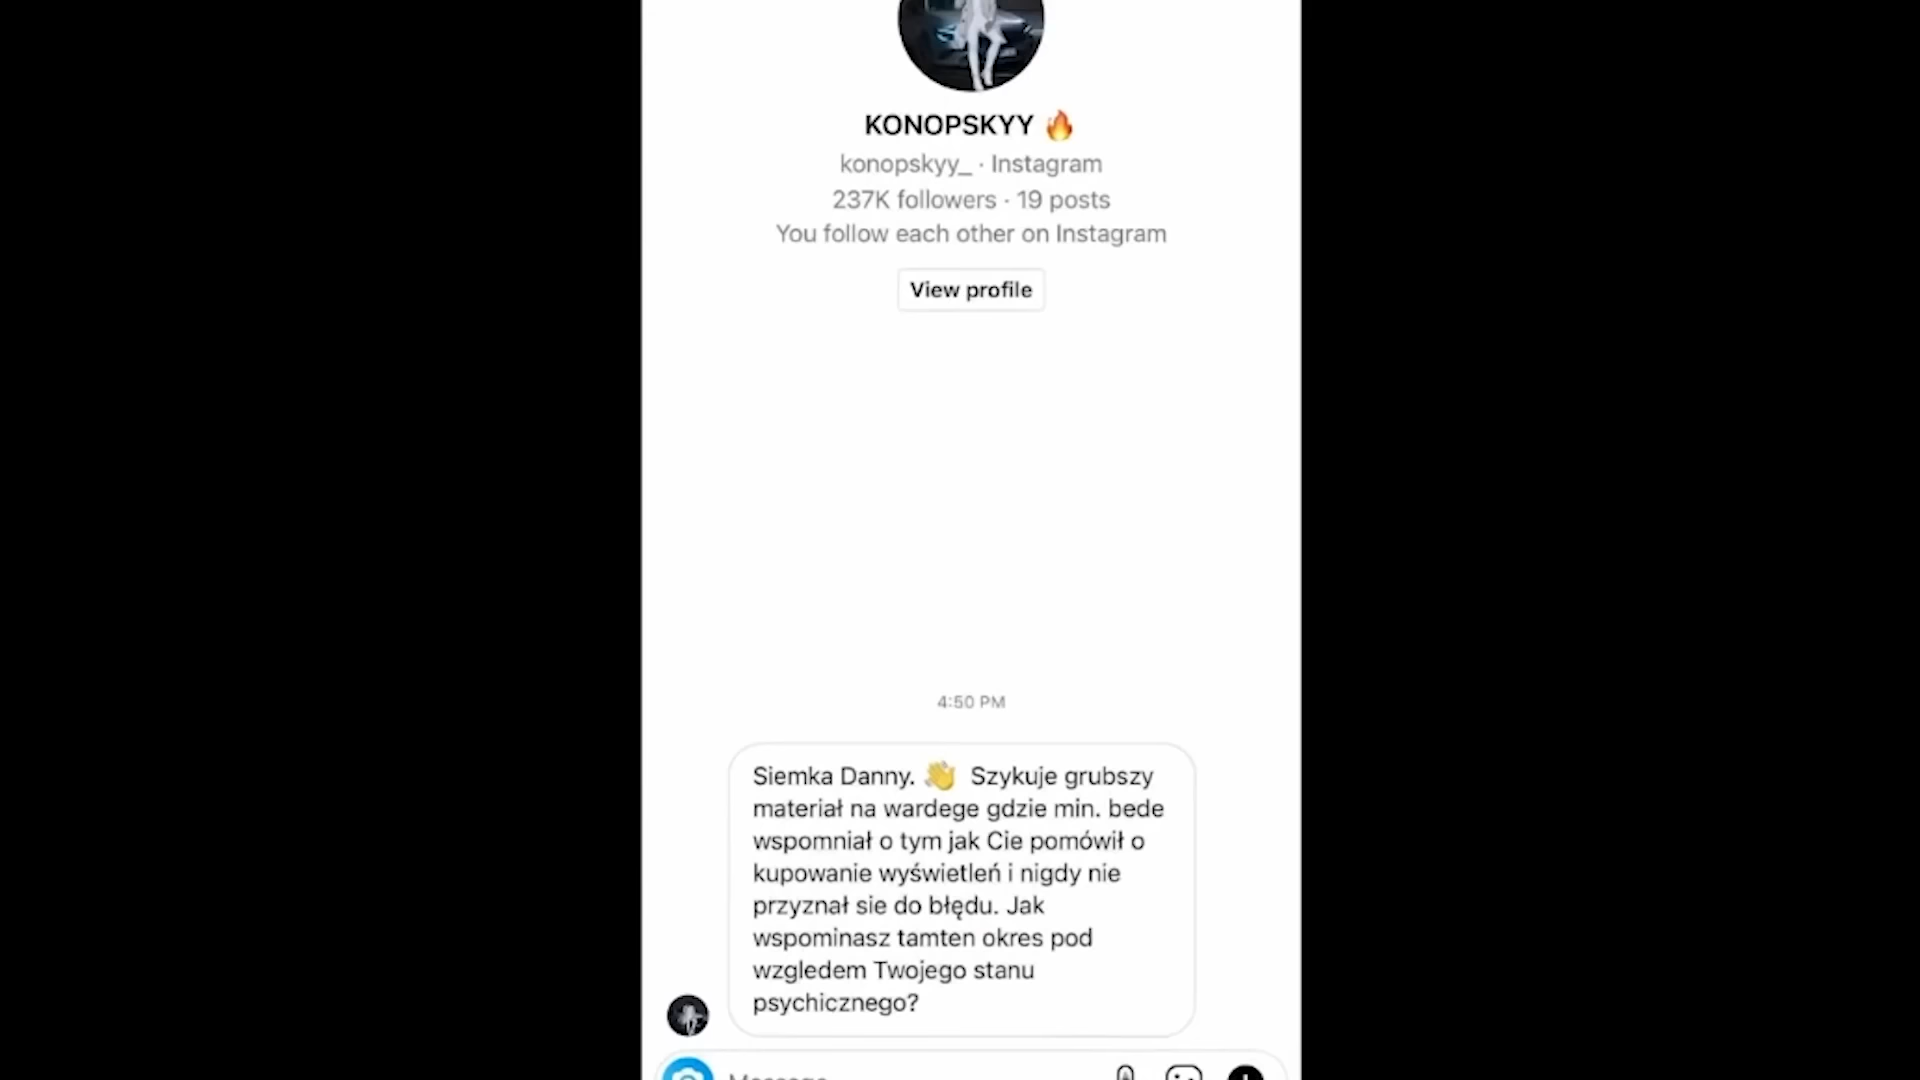 KONOPSKYY 🔥
konopskyy_ · Instagram
237K followers · 19 posts
You follow each other on Instagram
View profile
4:50 PM
Siemka Danny. 👋 Szykuje grubszy
materiał na wardege gdzie min. bede
wspomniał o tym jak Cie pomówił o
kupowanie wyświetleń i nigdy nie
przyznał sie do błędu. Jak
wspominasz tamten okres pod
wzgledem Twojego stanu
psychicznego?